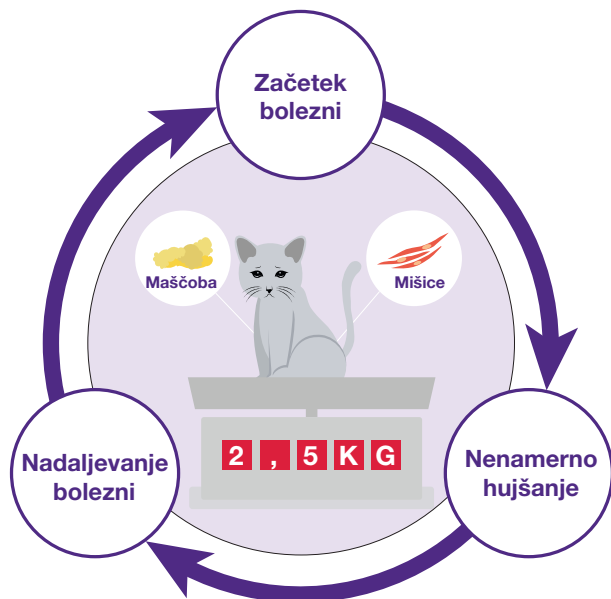 Začetek
bolezni
Maščoba
Mišice
2,5KG
Nadaljevanje
bolezni
Nenamerno
hujšanje